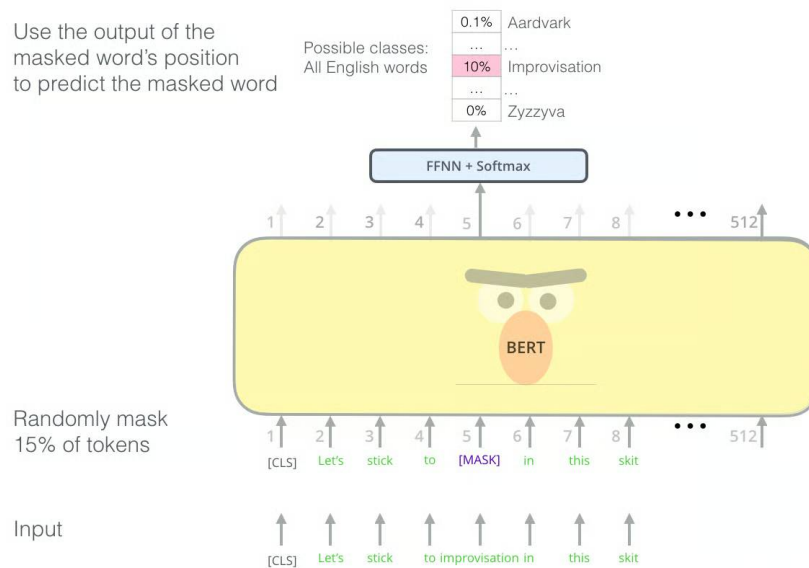 Use the output of the
masked word's position
to predict the masked word
Possible classes:
All English words
0.1% Aardvark
... ...
10% Improvisation
... ...
0% Zyzzyva
FFNN + Softmax
1 2 3 4 5 6 7 8 ••• 512
BERT
Randomly mask
15% of tokens
1 2 3 4 5 6 7 8 ••• 512
[CLS] Let's stick to [MASK] in this skit
Input
[CLS] Let's stick to improvisation in this skit